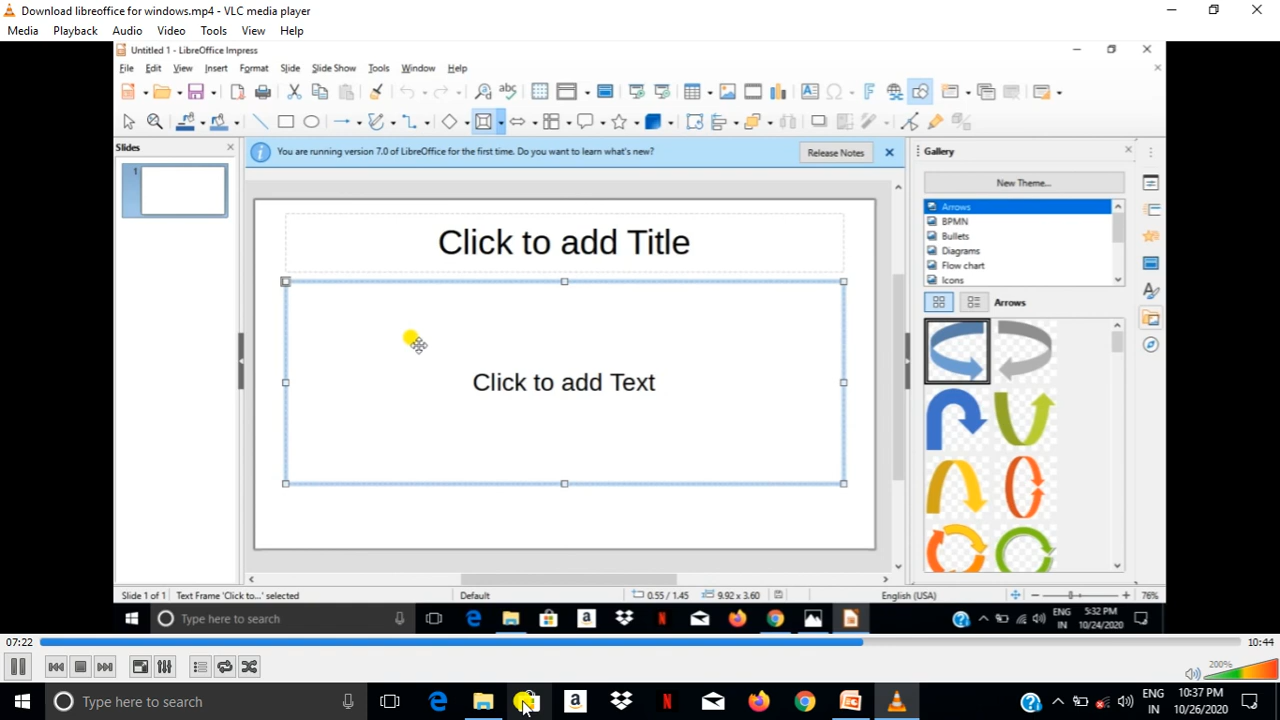 Download libreoffice for windows.mp4 - VLC media player
Media Playback Audio Video Tools View Help
Untitled 1 - LibreOffice Impress
File Edit View Insert Format Slide Slide Show Tools Window Help
Slides
You are running version 7.0 of LibreOffice for the first time. Do you want to learn what's new?
Release Notes
1
Click to add Title
Click to add Text
Gallery
New Theme...
Arrows
BPMN
Bullets
Diagrams
Flow chart
Icons
Arrows
Slide 1 of 1 Text Frame 'Click to...' selected Default 0.55 / 1.45 9.92 x 3.60 English (USA) 76%
Type here to search
ENG
IN
5:32 PM
10/24/2020
07:22
10:44
200%
Type here to search
ENG
IN
10:37 PM
10/26/2020